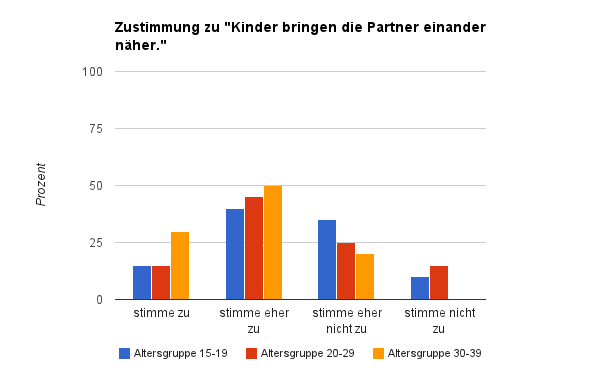 Zustimmung zu "Kinder bringen die Partner einander
näher."
100
75
50
25
0
Prozent
stimme zu
stimme eher
zu
stimme eher
nicht zu
stimme nicht
zu
Altersgruppe 15-19
Altersgruppe 20-29
Altersgruppe 30-39